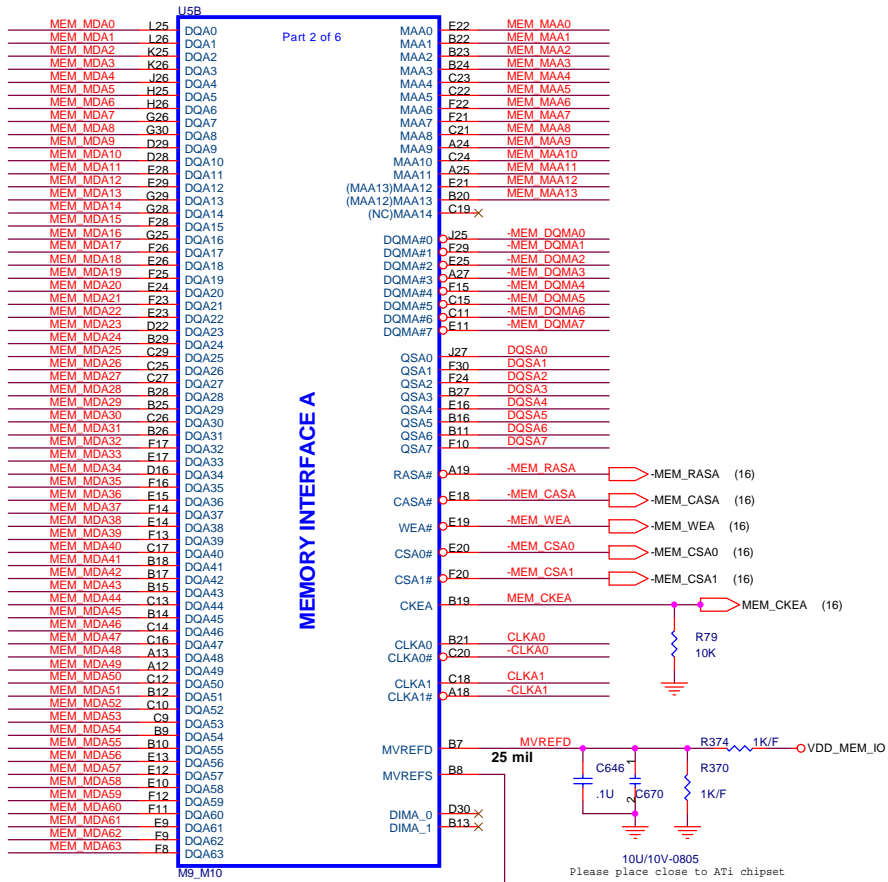 U5B
Part 2 of 6
MEM_MDA0 L25 DQA0
MEM_MDA1 L26 DQA1
MEM_MDA2 K25 DQA2
MEM_MDA3 K26 DQA3
MEM_MDA4 J26 DQA4
MEM_MDA5 H25 DQA5
MEM_MDA6 H26 DQA6
MEM_MDA7 G26 DQA7
MEM_MDA8 G30 DQA8
MEM_MDA9 D29 DQA9
MEM_MDA10 D28 DQA10
MEM_MDA11 E28 DQA11
MEM_MDA12 E29 DQA12
MEM_MDA13 G29 DQA13
MEM_MDA14 G28 DQA14
MEM_MDA15 F28 DQA15
MEM_MDA16 G25 DQA16
MEM_MDA17 F26 DQA17
MEM_MDA18 E26 DQA18
MEM_MDA19 F25 DQA19
MEM_MDA20 E24 DQA20
MEM_MDA21 F23 DQA21
MEM_MDA22 E23 DQA22
MEM_MDA23 D22 DQA23
MEM_MDA24 B29 DQA24
MEM_MDA25 C29 DQA25
MEM_MDA26 C25 DQA26
MEM_MDA27 C27 DQA27
MEM_MDA28 B28 DQA28
MEM_MDA29 B25 DQA29
MEM_MDA30 C26 DQA30
MEM_MDA31 B26 DQA31
MEM_MDA32 F17 DQA32
MEM_MDA33 E17 DQA33
MEM_MDA34 D16 DQA34
MEM_MDA35 F16 DQA35
MEM_MDA36 E15 DQA36
MEM_MDA37 F14 DQA37
MEM_MDA38 E14 DQA38
MEM_MDA39 F13 DQA39
MEM_MDA40 C17 DQA40
MEM_MDA41 B18 DQA41
MEM_MDA42 B17 DQA42
MEM_MDA43 B15 DQA43
MEM_MDA44 C13 DQA44
MEM_MDA45 B14 DQA45
MEM_MDA46 C14 DQA46
MEM_MDA47 C16 DQA47
MEM_MDA48 A13 DQA48
MEM_MDA49 A12 DQA49
MEM_MDA50 C12 DQA50
MEM_MDA51 B12 DQA51
MEM_MDA52 C10 DQA52
MEM_MDA53 C9 DQA53
MEM_MDA54 B9 DQA54
MEM_MDA55 B10 DQA55
MEM_MDA56 E13 DQA56
MEM_MDA57 E12 DQA57
MEM_MDA58 E10 DQA58
MEM_MDA59 F12 DQA59
MEM_MDA60 F11 DQA60
MEM_MDA61 E9 DQA61
MEM_MDA62 F9 DQA62
MEM_MDA63 F8 DQA63
MEMORY INTERFACE A
MAA0 E22 MEM_MAA0
MAA1 B22 MEM_MAA1
MAA2 B23 MEM_MAA2
MAA3 B24 MEM_MAA3
MAA4 C23 MEM_MAA4
MAA5 C22 MEM_MAA5
MAA6 F22 MEM_MAA6
MAA7 F21 MEM_MAA7
MAA8 C21 MEM_MAA8
MAA9 A24 MEM_MAA9
MAA10 C24 MEM_MAA10
MAA11 A25 MEM_MAA11
(MAA13)MAA12 E21 MEM_MAA12
(MAA12)MAA13 B20 MEM_MAA13
(NC)MAA14 C19
DQMA#0 J25 -MEM_DQMA0
DQMA#1 F29 -MEM_DQMA1
DQMA#2 E25 -MEM_DQMA2
DQMA#3 A27 -MEM_DQMA3
DQMA#4 F15 -MEM_DQMA4
DQMA#5 C15 -MEM_DQMA5
DQMA#6 C11 -MEM_DQMA6
DQMA#7 E11 -MEM_DQMA7
QSA0 J27 DQSA0
QSA1 F30 DQSA1
QSA2 F24 DQSA2
QSA3 B27 DQSA3
QSA4 E16 DQSA4
QSA5 B16 DQSA5
QSA6 B11 DQSA6
QSA7 F10 DQSA7
RASA# A19 -MEM_RASA -MEM_RASA (16)
CASA# E18 -MEM_CASA -MEM_CASA (16)
WEA# E19 -MEM_WEA -MEM_WEA (16)
CSA0# E20 -MEM_CSA0 -MEM_CSA0 (16)
CSA1# F20 -MEM_CSA1 -MEM_CSA1 (16)
CKEA B19 MEM_CKEA MEM_CKEA (16)
R79
10K
CLKA0 B21 CLKA0
CLKA0# C20 -CLKA0
CLKA1 C18 CLKA1
CLKA1# A18 -CLKA1
MVREFD B7 MVREFD R374 1K/F VDD_MEM_IO
25 mil
MVREFS B8
C646
.1U
1
2
C670
R370
1K/F
DIMA_0 D30
DIMA_1 B13
10U/10V-0805
Please place close to ATi chipset
M9_M10